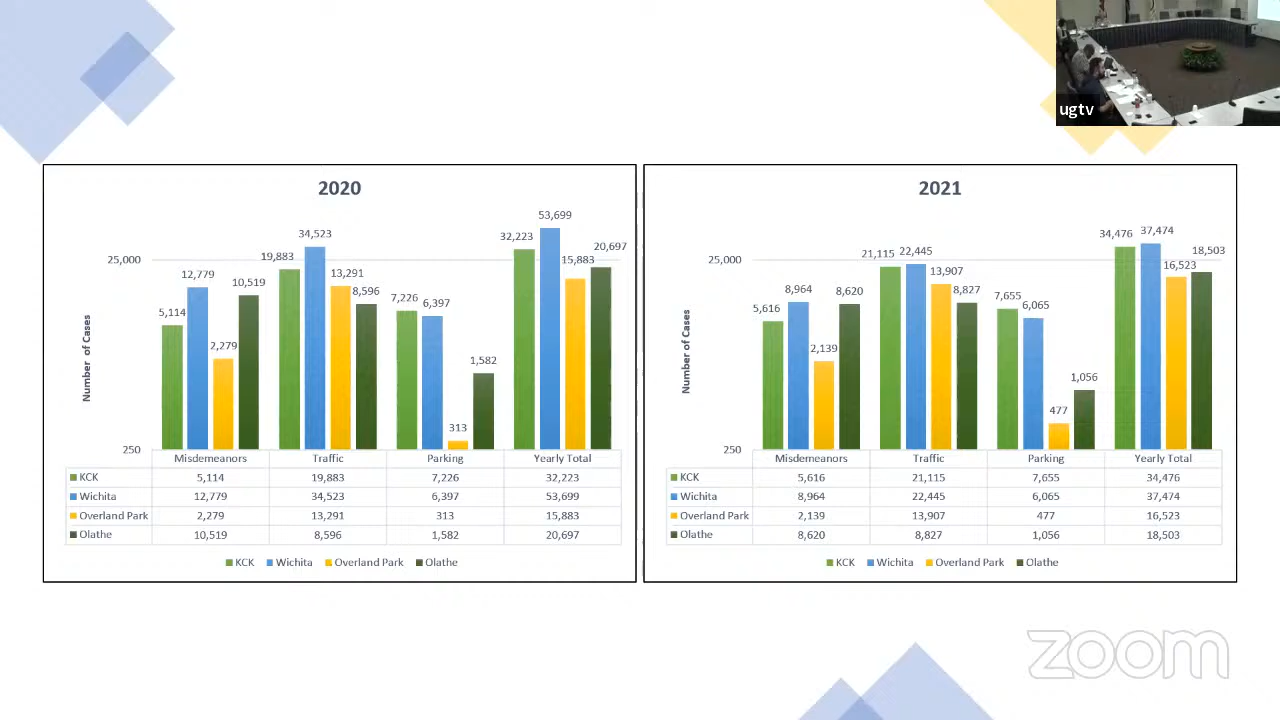 ugtv
2020
53,699
34,523
32,223
20,697
19,883
15,883
25,000
12,779
13,291
10,519
8,596
7,226
6,397
5,114
2,279
1,582
313
Number of Cases
250
Misdemeanors Traffic Parking Yearly Total
KCK 5,114 19,883 7,226 32,223
Wichita 12,779 34,523 6,397 53,699
Overland Park 2,279 13,291 313 15,883
Olathe 10,519 8,596 1,582 20,697
KCK Wichita Overland Park Olathe
2021
34,476 37,474
21,115 22,445
18,503
25,000
16,523
13,907
8,964
8,620
8,827
7,655
6,065
5,616
2,139
1,056
477
Number of Cases
250
Misdemeanors Traffic Parking Yearly Total
KCK 5,616 21,115 7,655 34,476
Wichita 8,964 22,445 6,065 37,474
Overland Park 2,139 13,907 477 16,523
Olathe 8,620 8,827 1,056 18,503
KCK Wichita Overland Park Olathe
zoom